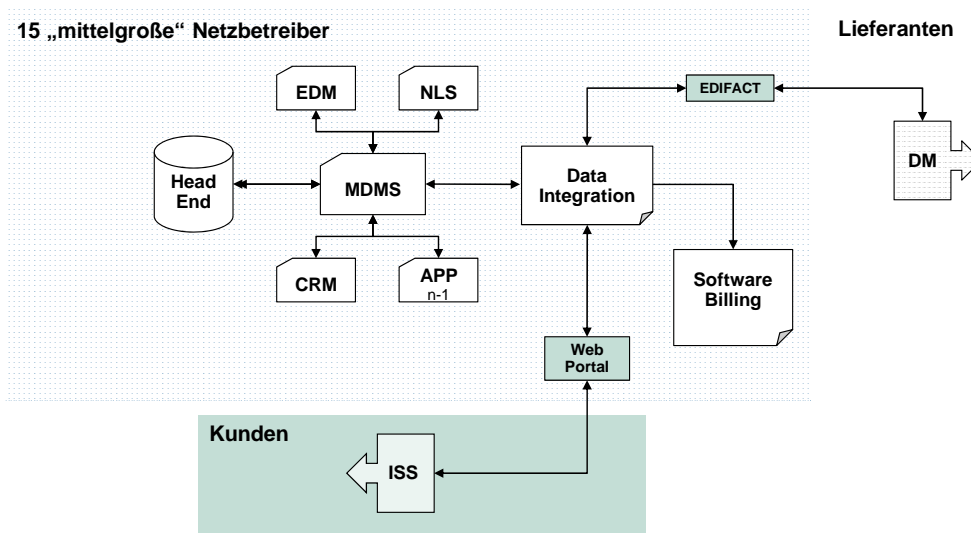 15 „mittelgroße“ Netzbetreiber
Lieferanten
EDM
NLS
EDIFACT
Head
End
MDMS
Data
Integration
DM
CRM
APP
n-1
Software
Billing
Web
Portal
Kunden
ISS